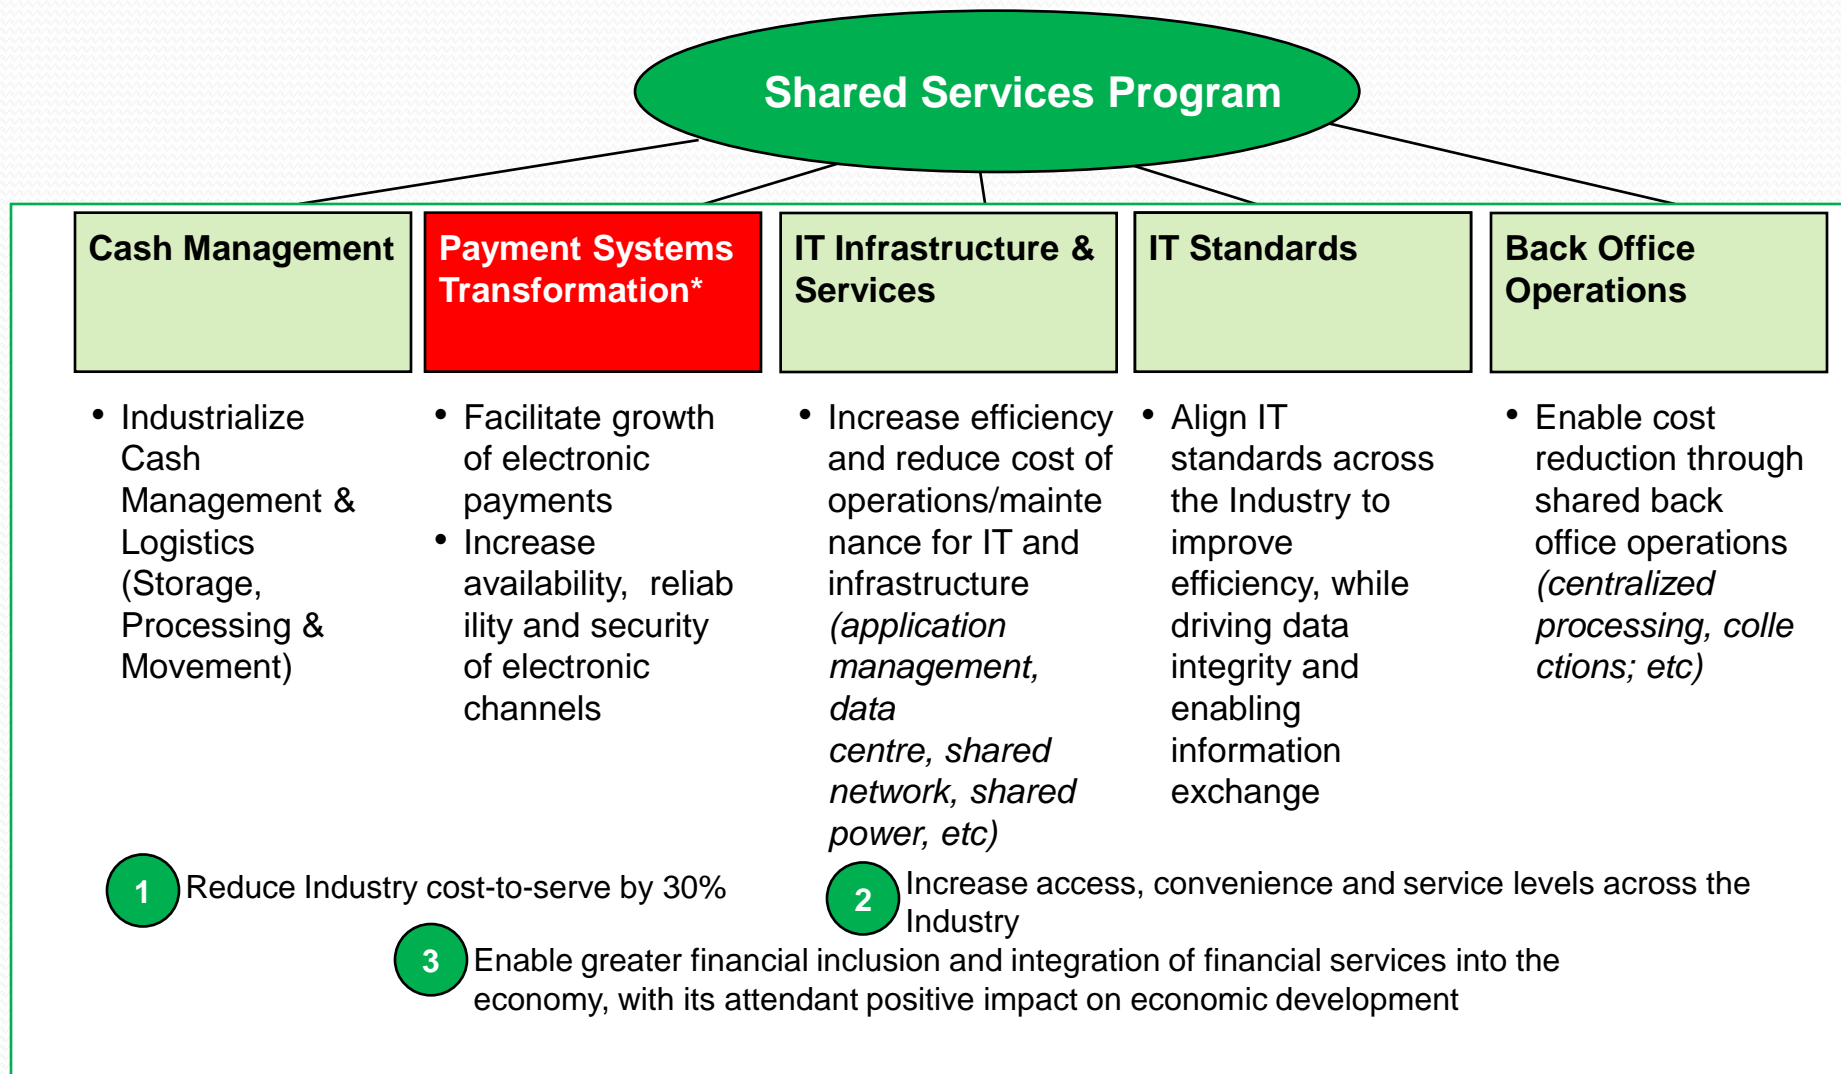 Shared Services Program
Cash Management
Payment Systems
Transformation*
IT Infrastructure &
Services
IT Standards
Back Office
Operations
• Industrialize
Cash
Management &
Logistics
(Storage,
Processing &
Movement)
• Facilitate growth
of electronic
payments
• Increase
availability, reliab
ility and security
of electronic
channels
• Increase efficiency
and reduce cost of
operations/mainte
nance for IT and
infrastructure
(application
management,
data
centre, shared
network, shared
power, etc)
• Align IT
standards across
the Industry to
improve
efficiency, while
driving data
integrity and
enabling
information
exchange
• Enable cost
reduction through
shared back
office operations
(centralized
processing, colle
ctions; etc)
1 Reduce Industry cost-to-serve by 30%
2 Increase access, convenience and service levels across the
Industry
3 Enable greater financial inclusion and integration of financial services into the
economy, with its attendant positive impact on economic development